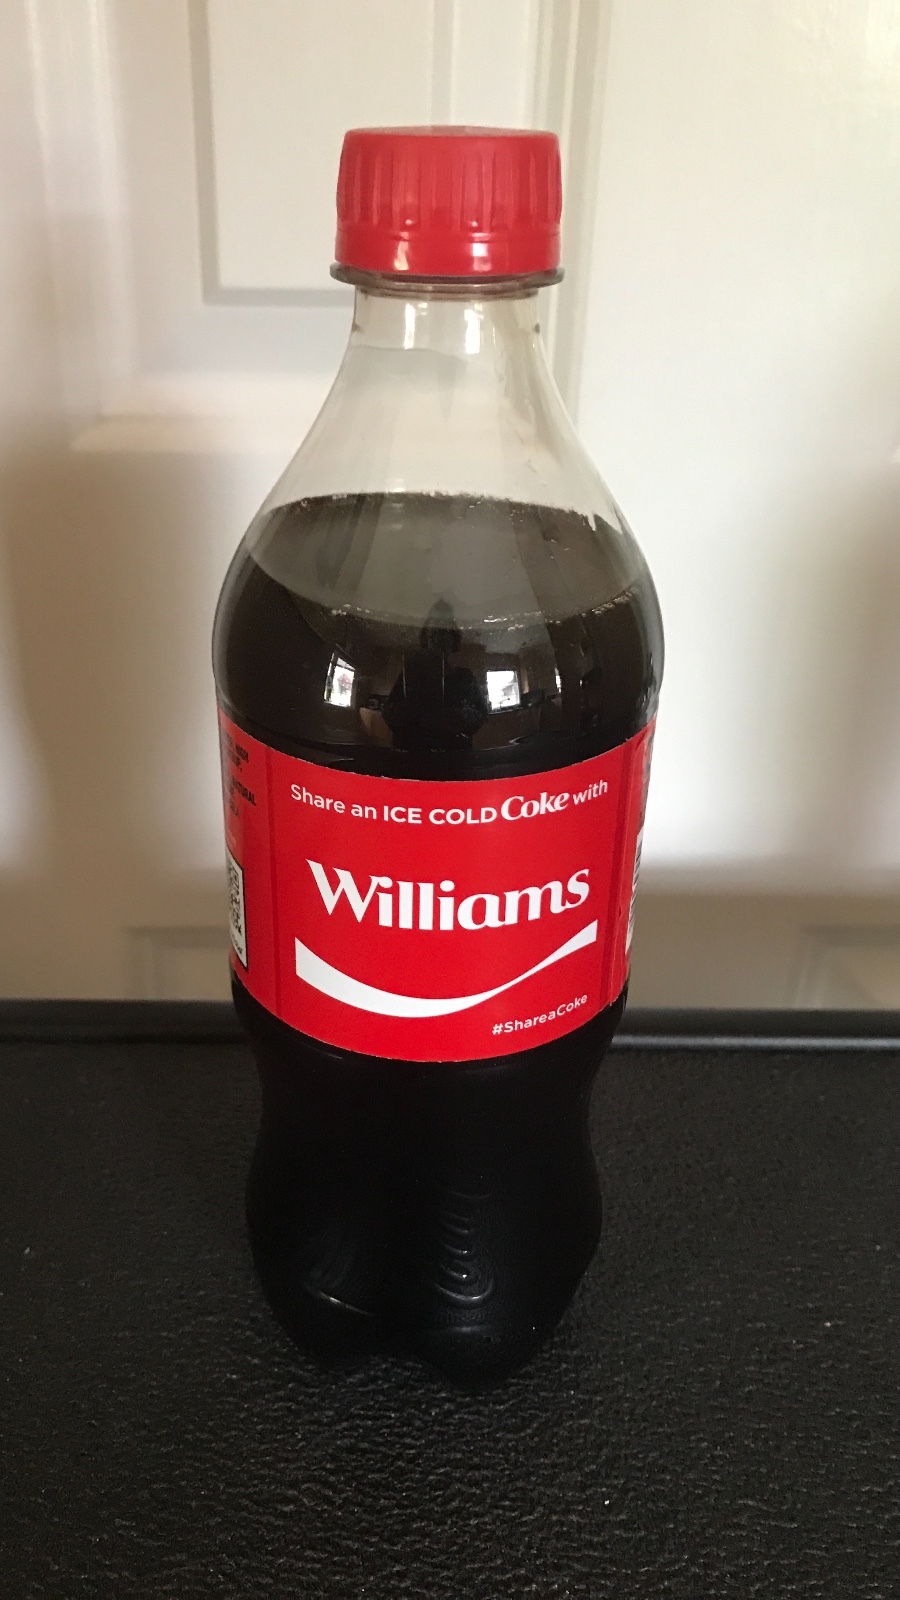 Share an ICE COLD Coke with
Williams
#ShareaCoke